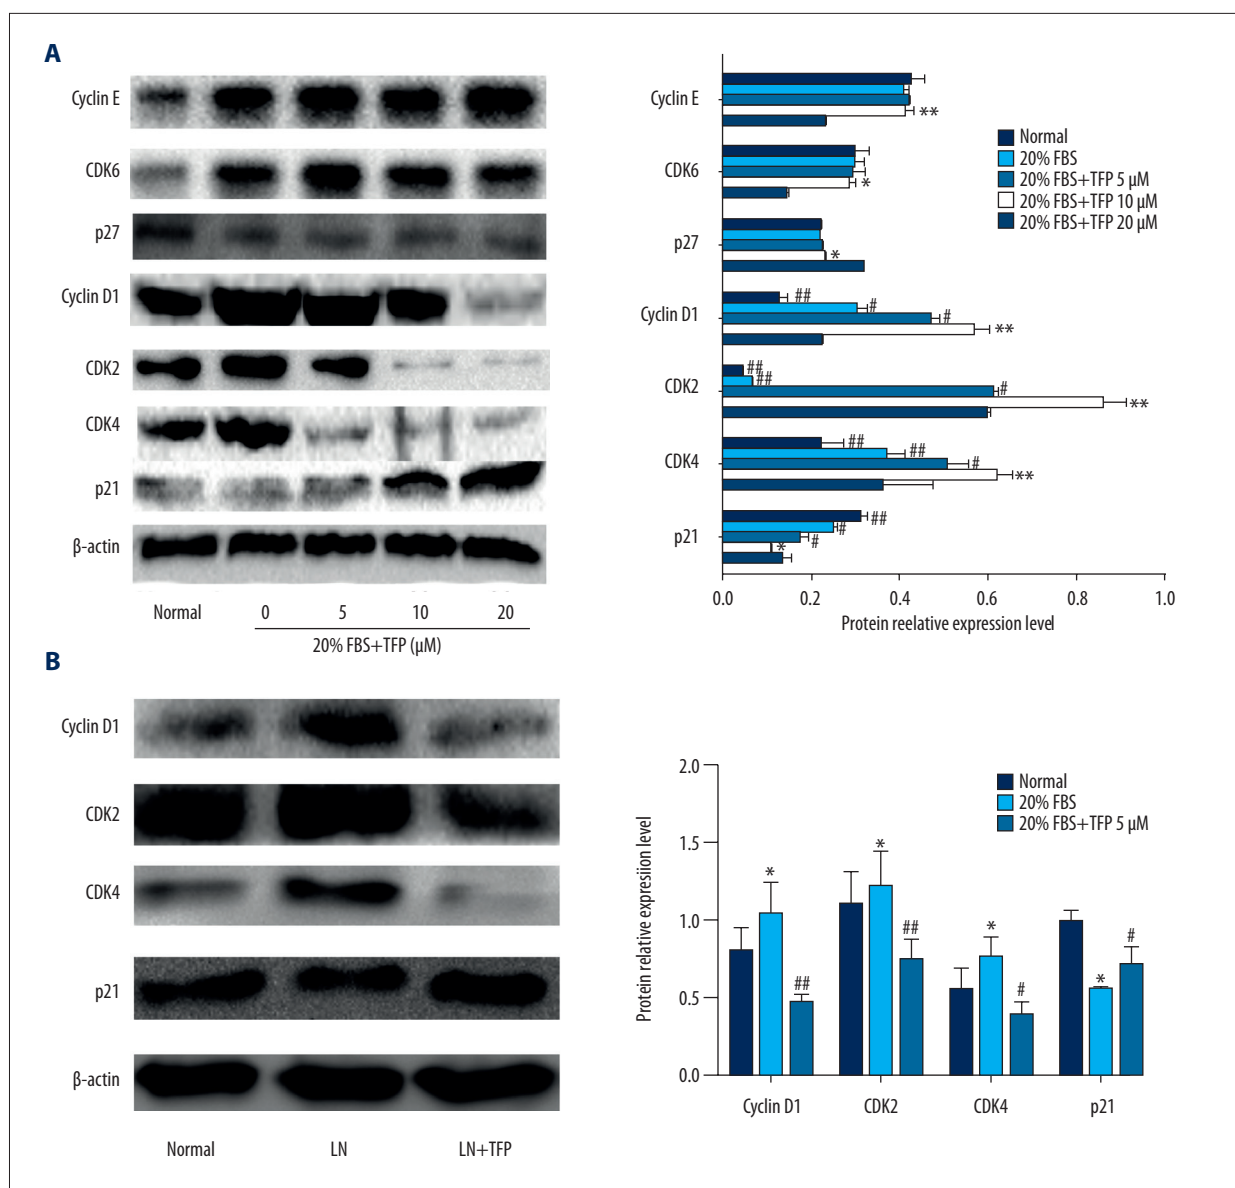 A
Cyclin E
CDK6
p27
Cyclin D1
CDK2
CDK4
p21
β-actin
Normal 0 5 10 20
20% FBS+TFP (μM)
Cyclin E
**
CDK6
*
p27
*
Cyclin D1
##
#
#
**
CDK2
##
##
#
**
CDK4
##
##
#
**
p21
##
#
#
*
0.0 0.2 0.4 0.6 0.8 1.0
Protein reelative expression level
Normal
20% FBS
20% FBS+TFP 5 μM
20% FBS+TFP 10 μM
20% FBS+TFP 20 μM
B
Cyclin D1
CDK2
CDK4
p21
β-actin
Normal LN LN+TFP
Protein relative expression level
2.0
1.5
1.0
0.5
0.0
Normal
20% FBS
20% FBS+TFP 5 μM
*
##
*
##
*
#
*
#
Cyclin D1 CDK2 CDK4 p21